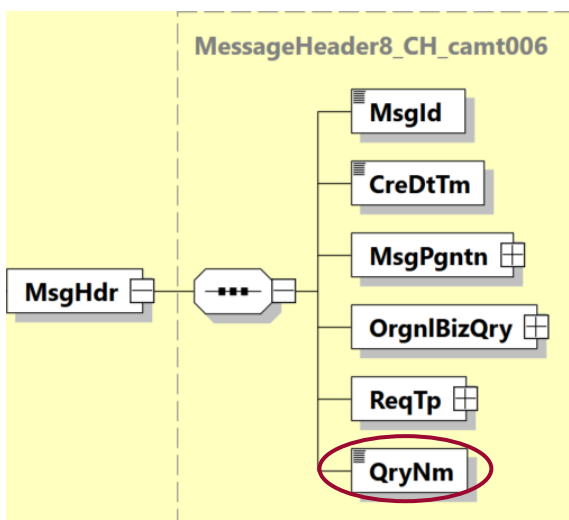 MessageHeader8_CH_camt006
MsgId
CreDtTm
MsgPgntn
MsgHdr
OrgnlBizQry
ReqTp
QryNm